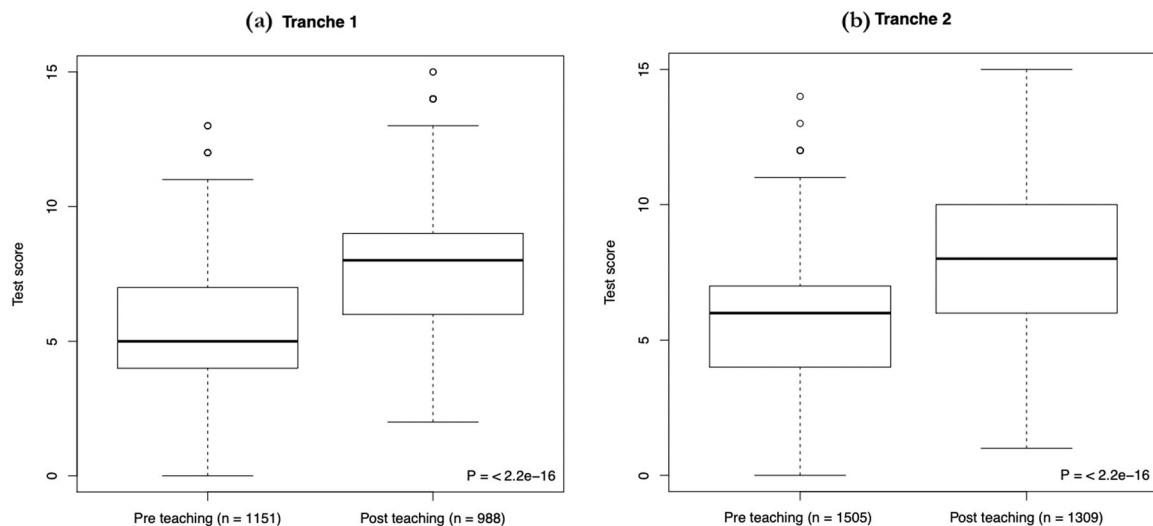 (a) Tranche 1
Test score
15
10
5
0
P = < 2.2e−16
Pre teaching (n = 1151) Post teaching (n = 988)
(b) Tranche 2
Test score
15
10
5
0
P = < 2.2e−16
Pre teaching (n = 1505) Post teaching (n = 1309)